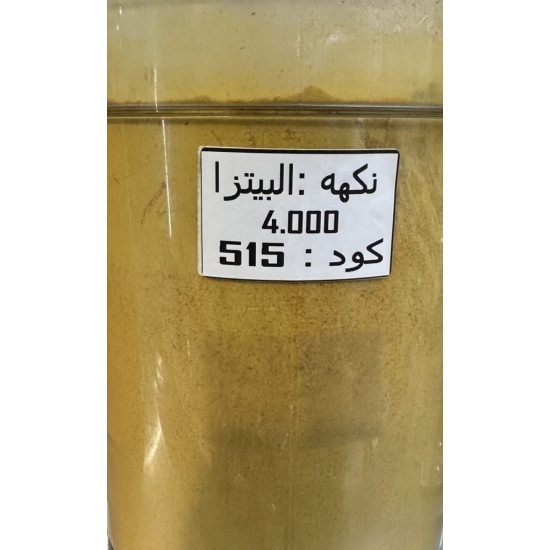 نكهه :البيتزا
4.000
كود : 515